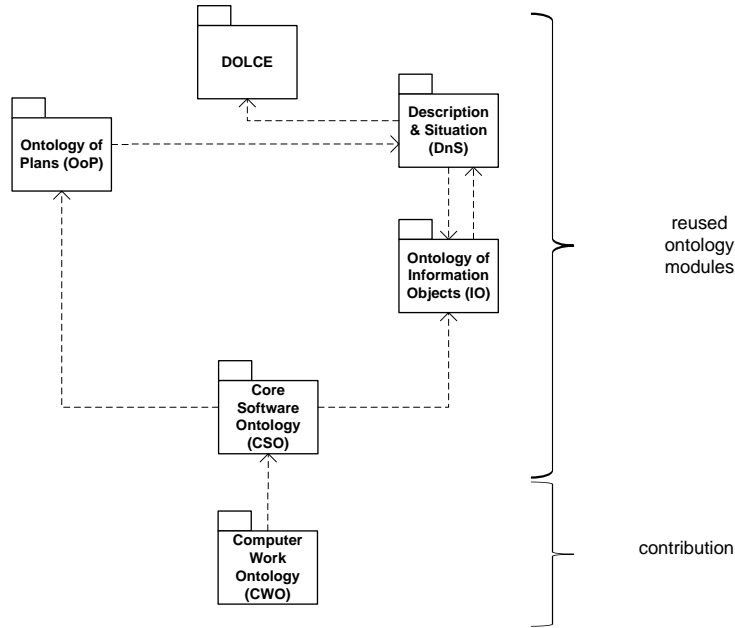 DOLCE
Description
& Situation
(DnS)
Ontology of
Plans (OoP)
Ontology of
Information
Objects (IO)
reused
ontology
modules
Core
Software
Ontology
(CSO)
Computer
Work
Ontology
(CWO)
contribution